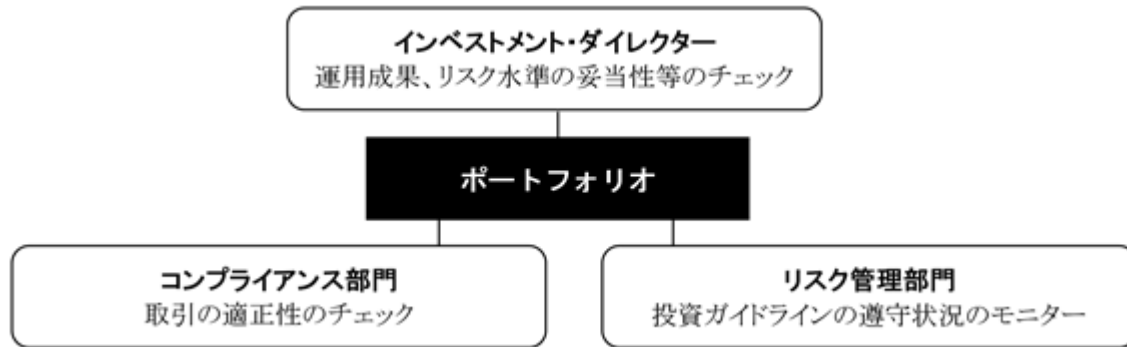 インベストメント・ダイレクター
運用成果、リスク水準の妥当性等のチェック
ポートフォリオ
コンプライアンス部門
取引の適正性のチェック
リスク管理部門
投資ガイドラインの遵守状況のモニター